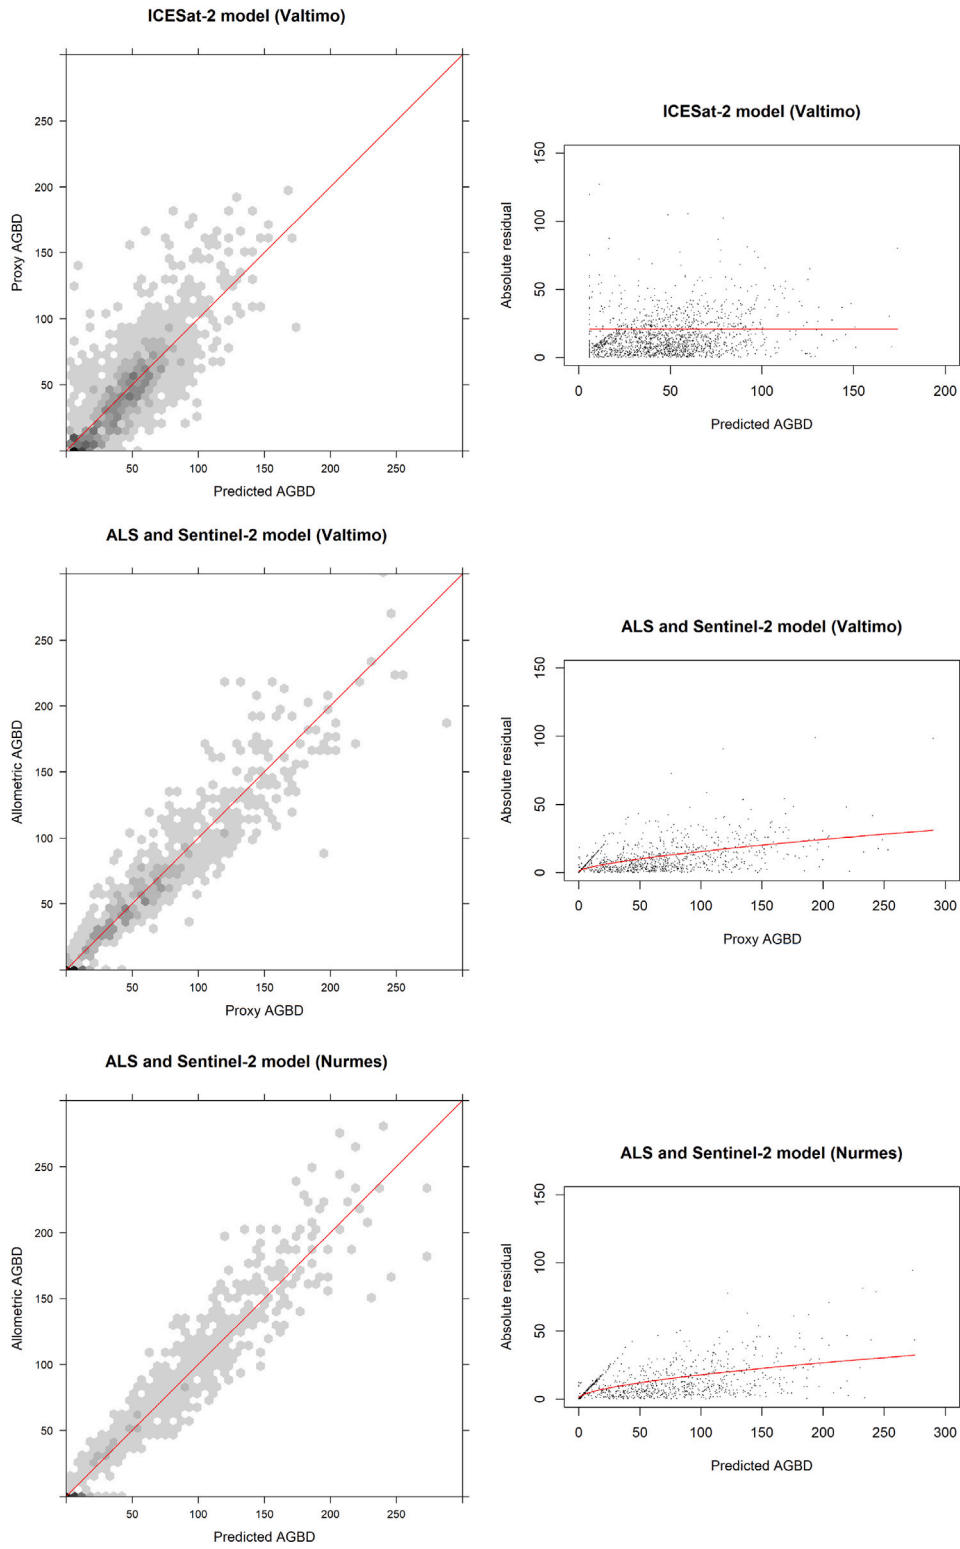 ICESat-2 model (Valtimo)
250
200
150
100
50
Proxy AGBD
50 100 150 200 250
Predicted AGBD
ICESat-2 model (Valtimo)
150
100
50
0
Absolute residual
0 50 100 150 200
Predicted AGBD
ALS and Sentinel-2 model (Valtimo)
250
200
150
100
50
Allometric AGBD
50 100 150 200 250
Proxy AGBD
ALS and Sentinel-2 model (Valtimo)
150
100
50
0
Absolute residual
0 50 100 150 200 250 300
Proxy AGBD
ALS and Sentinel-2 model (Nurmes)
250
200
150
100
50
Allometric AGBD
50 100 150 200 250
Predicted AGBD
ALS and Sentinel-2 model (Nurmes)
150
100
50
0
Absolute residual
0 50 100 150 200 250 300
Predicted AGBD